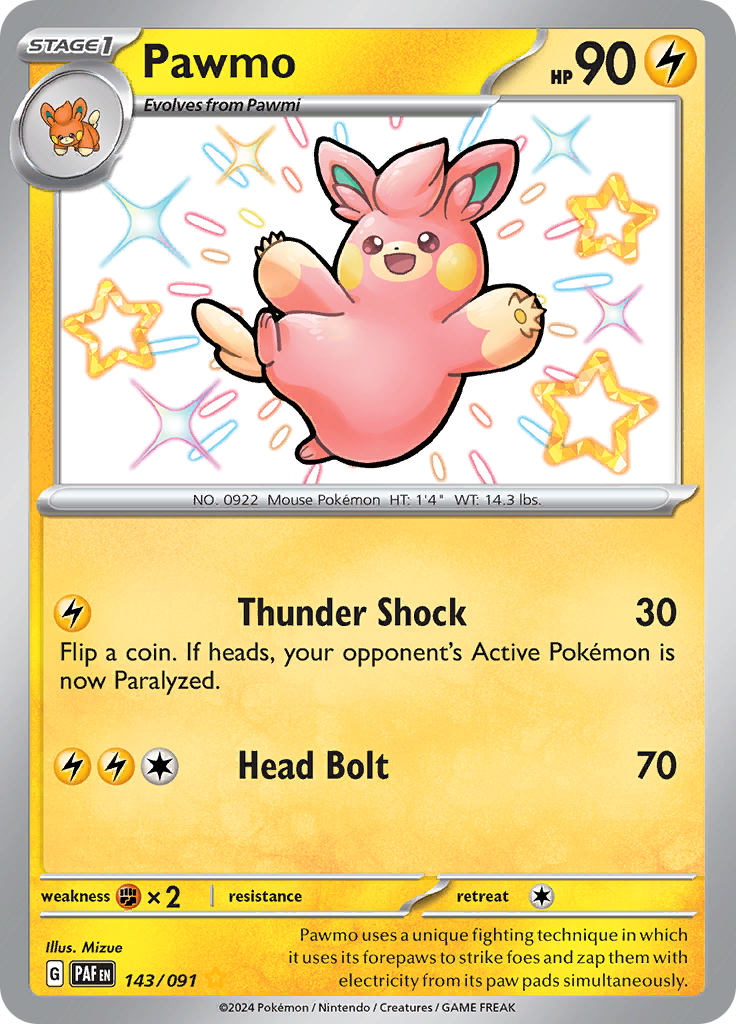 STAGE1
Pawmo
HP 90
Evolves from Pawmi
NO. 0922 Mouse Pokémon HT: 1'4" WT: 14.3 lbs.
Thunder Shock 30
Flip a coin. If heads, your opponent's Active Pokémon is
now Paralyzed.
Head Bolt 70
weakness ×2 resistance retreat
Illus. Mizue
G PAF EN 143/091
Pawmo uses a unique fighting technique in which
it uses its forepaws to strike foes and zap them with
electricity from its paw pads simultaneously.
©2024 Pokémon / Nintendo / Creatures / GAME FREAK